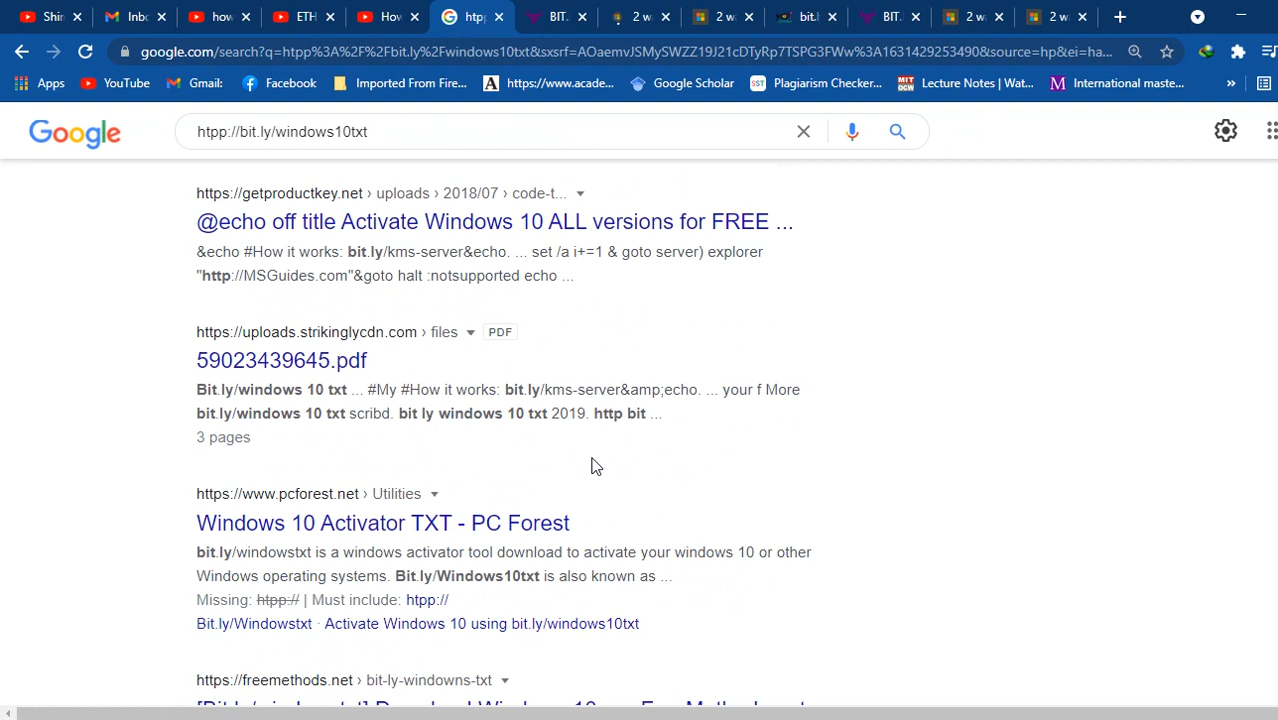 Shir
Inbo
how
ETH
How
htpp
BIT.
2 wa
2 wa
bit.l
BIT.
2 wa
2 wa
google.com/search?q=htpp%3A%2F%2Fbit.ly%2Fwindows10txt&sxsrf=AOaemvJSMySWZZ19J21cDTyRp7TSPG3FWw%3A1631429253490&source=hp&ei=ha...
Apps YouTube Gmail: Facebook Imported From Fire... A https://www.acade... Google Scholar SST Plagiarism Checker... MIT OCW Lecture Notes | Wat... M International maste... »
Google htpp://bit.ly/windows10txt
https://getproductkey.net › uploads › 2018/07 › code-t...
@echo off title Activate Windows 10 ALL versions for FREE ...
&echo #How it works: bit.ly/kms-server&echo. ... set /a i+=1 & goto server) explorer
"http://MSGuides.com"&goto halt :notsupported echo ...
https://uploads.strikinglycdn.com › files PDF
59023439645.pdf
Bit.ly/windows 10 txt ... #My #How it works: bit.ly/kms-server&amp;echo. ... your f More
bit.ly/windows 10 txt scribd. bit ly windows 10 txt 2019. http bit ...
3 pages
https://www.pcforest.net › Utilities
Windows 10 Activator TXT - PC Forest
bit.ly/windowstxt is a windows activator tool download to activate your windows 10 or other
Windows operating systems. Bit.ly/Windows10txt is also known as ...
Missing: htpp:// | Must include: htpp://
Bit.ly/Windowstxt · Activate Windows 10 using bit.ly/windows10txt
https://freemethods.net › bit-ly-windowns-txt